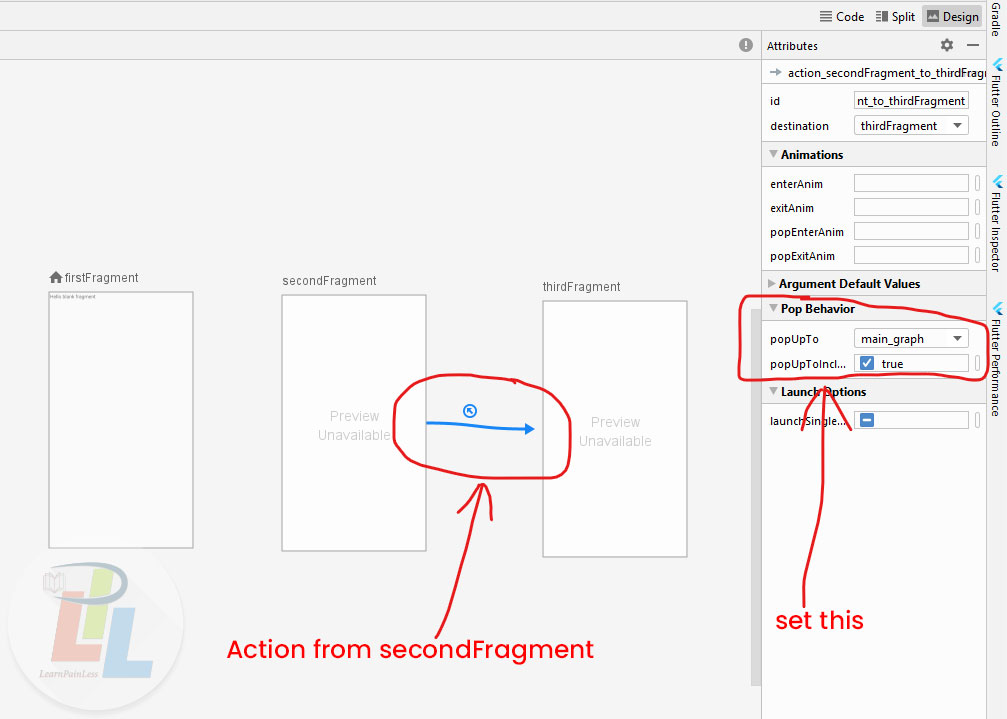 Code Split Design
Attributes
action_secondFragment_to_thirdFragm
id nt_to_thirdFragment
destination thirdFragment
Animations
enterAnim
exitAnim
popEnterAnim
popExitAnim
Argument Default Values
Pop Behavior
popUpTo main_graph
popUpToIncl... true
Launch Options
launchSingle...
Gradle
Flutter Outline
Flutter Inspector
Flutter Performance
firstFragment
Hello blank fragment
secondFragment
Preview
Unavailable
thirdFragment
Preview
Unavailable
Action from secondFragment
set this
LearnPainLess